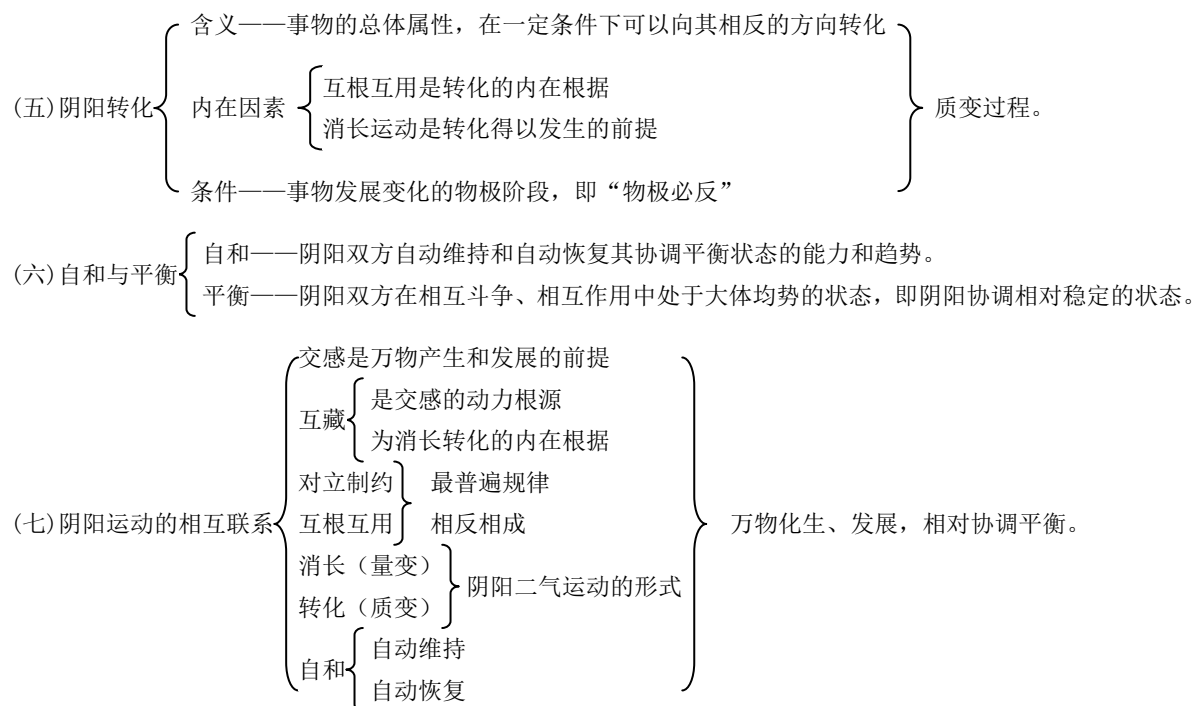 含义——事物的总体属性，在一定条件下可以向其相反的方向转化
(五)阴阳转化
内在因素
互根互用是转化的内在根据
消长运动是转化得以发生的前提
质变过程。
条件——事物发展变化的物极阶段，即“物极必反”
(六)自和与平衡
自和——阴阳双方自动维持和自动恢复其协调平衡状态的能力和趋势。
平衡——阴阳双方在相互斗争、相互作用中处于大体均势的状态，即阴阳协调相对稳定的状态。
(七)阴阳运动的相互联系
交感是万物产生和发展的前提
互藏
是交感的动力根源
为消长转化的内在根据
对立制约
互根互用
最普遍规律
相反相成
消长（量变）
转化（质变）
阴阳二气运动的形式
自和
自动维持
自动恢复
万物化生、发展，相对协调平衡。